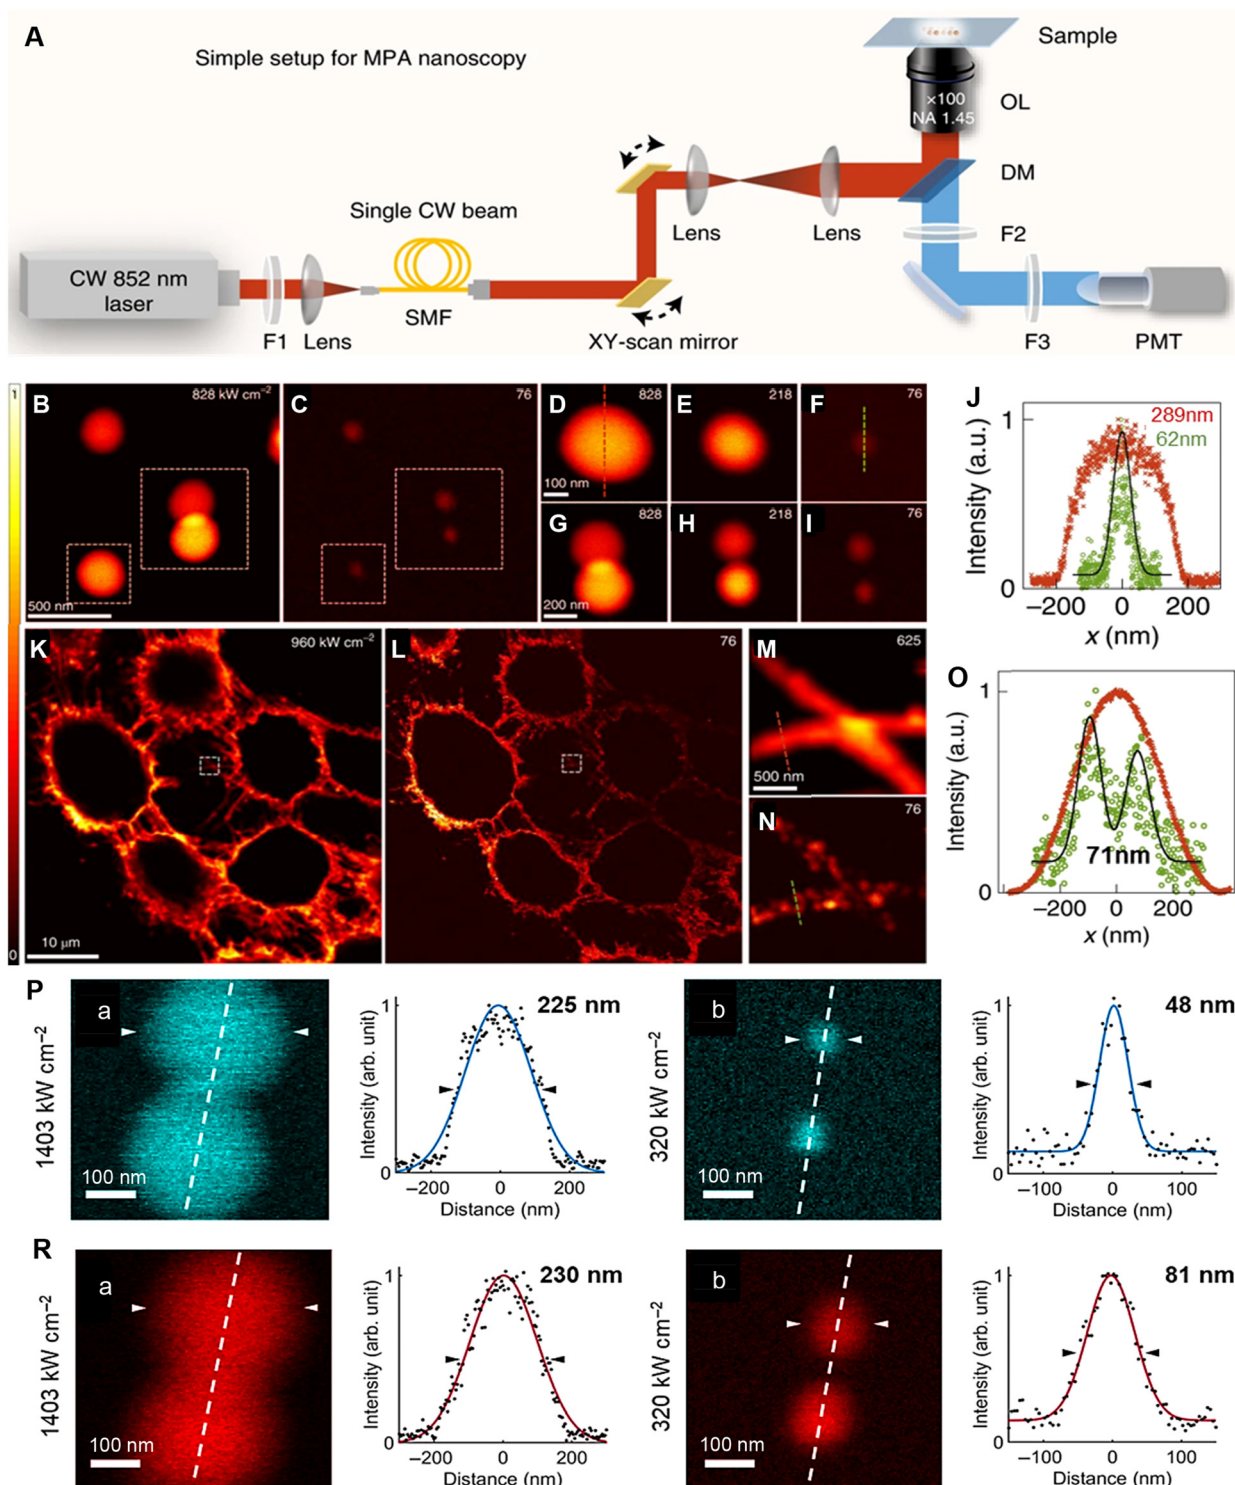 A
Simple setup for MPA nanoscopy
Sample
×100
NA 1.45
OL
DM
Single CW beam
Lens
Lens
F2
CW 852 nm
laser
SMF
F1
Lens
XY-scan mirror
F3
PMT
1
0
B
828 kW cm⁻²
500 nm
C
76
D
828
100 nm
E
218
F
76
G
828
200 nm
H
218
I
76
J
289nm
62nm
Intensity (a.u.)
1
0
−200
0
200
x (nm)
K
960 kW cm⁻²
10 µm
L
76
M
625
500 nm
N
76
O
Intensity (a.u.)
1
0
71nm
−200
0
200
x (nm)
P
1403 kW cm⁻²
a
100 nm
225 nm
Intensity (arb. unit)
1
0
−200
0
200
Distance (nm)
320 kW cm⁻²
b
100 nm
48 nm
Intensity (arb. unit)
1
0
−100
0
100
Distance (nm)
R
1403 kW cm⁻²
a
100 nm
230 nm
Intensity (arb. unit)
1
0
−200
0
200
Distance (nm)
320 kW cm⁻²
b
100 nm
81 nm
Intensity (arb. unit)
1
0
−100
0
100
Distance (nm)